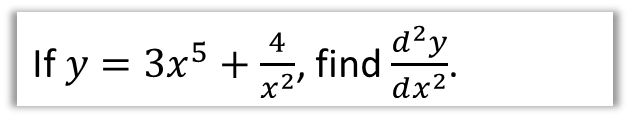 If y = 3x⁵ + 4/x², find d²y/dx².